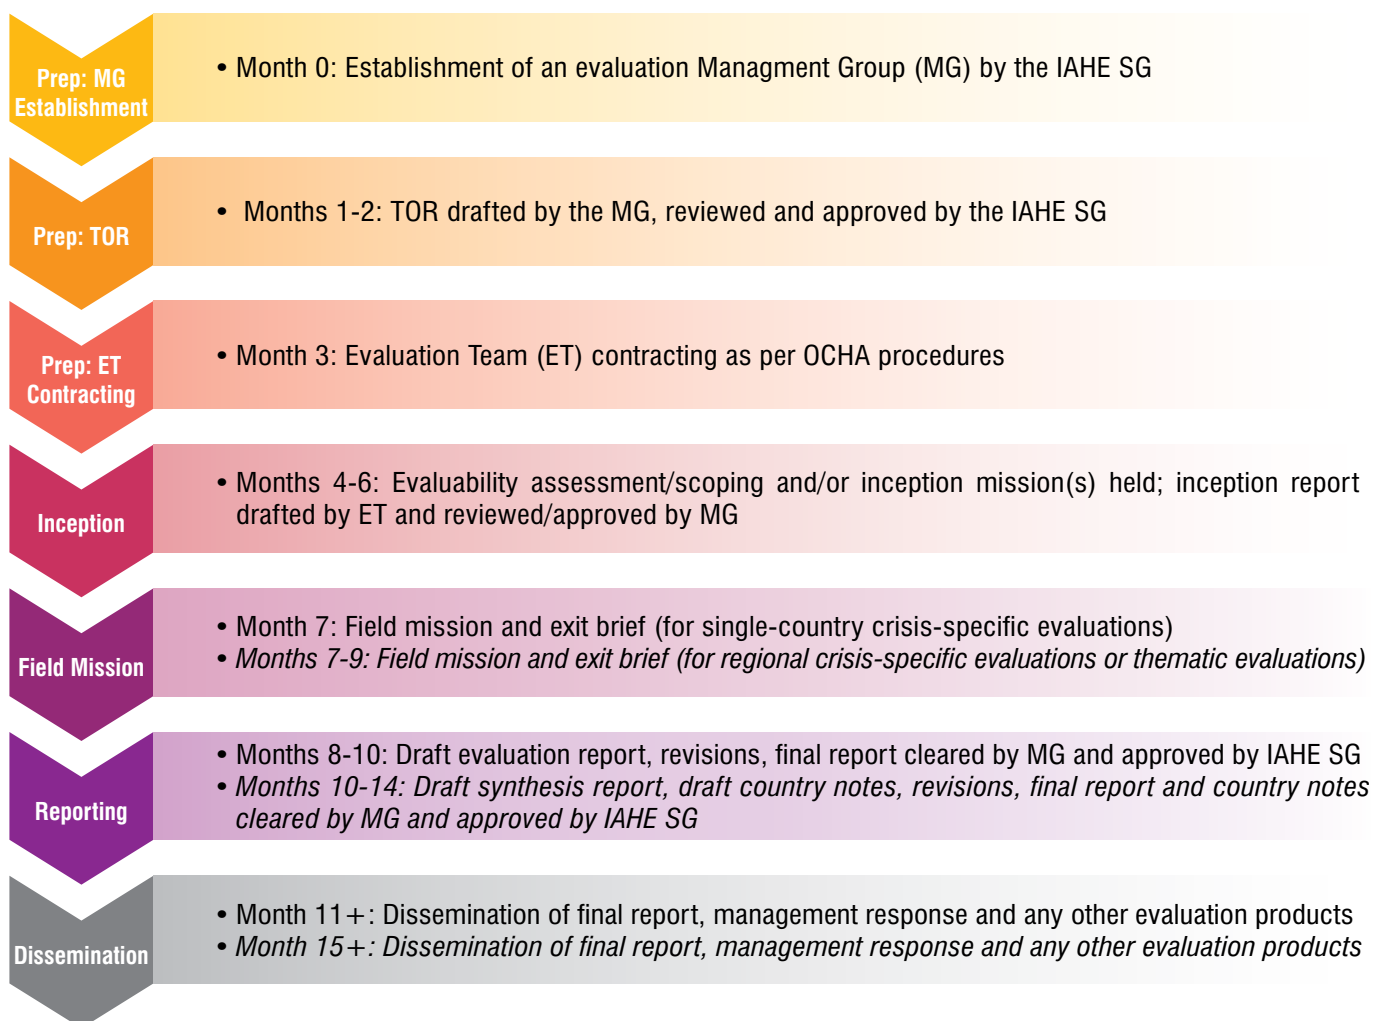 Prep: MG
Establishment
• Month 0: Establishment of an evaluation Managment Group (MG) by the IAHE SG
Prep: TOR
• Months 1-2: TOR drafted by the MG, reviewed and approved by the IAHE SG
Prep: ET
Contracting
• Month 3: Evaluation Team (ET) contracting as per OCHA procedures
Inception
• Months 4-6: Evaluability assessment/scoping and/or inception mission(s) held; inception report
drafted by ET and reviewed/approved by MG
Field Mission
• Month 7: Field mission and exit brief (for single-country crisis-specific evaluations)
• Months 7-9: Field mission and exit brief (for regional crisis-specific evaluations or thematic evaluations)
Reporting
• Months 8-10: Draft evaluation report, revisions, final report cleared by MG and approved by IAHE SG
• Months 10-14: Draft synthesis report, draft country notes, revisions, final report and country notes
cleared by MG and approved by IAHE SG
Dissemination
• Month 11+: Dissemination of final report, management response and any other evaluation products
• Month 15+: Dissemination of final report, management response and any other evaluation products